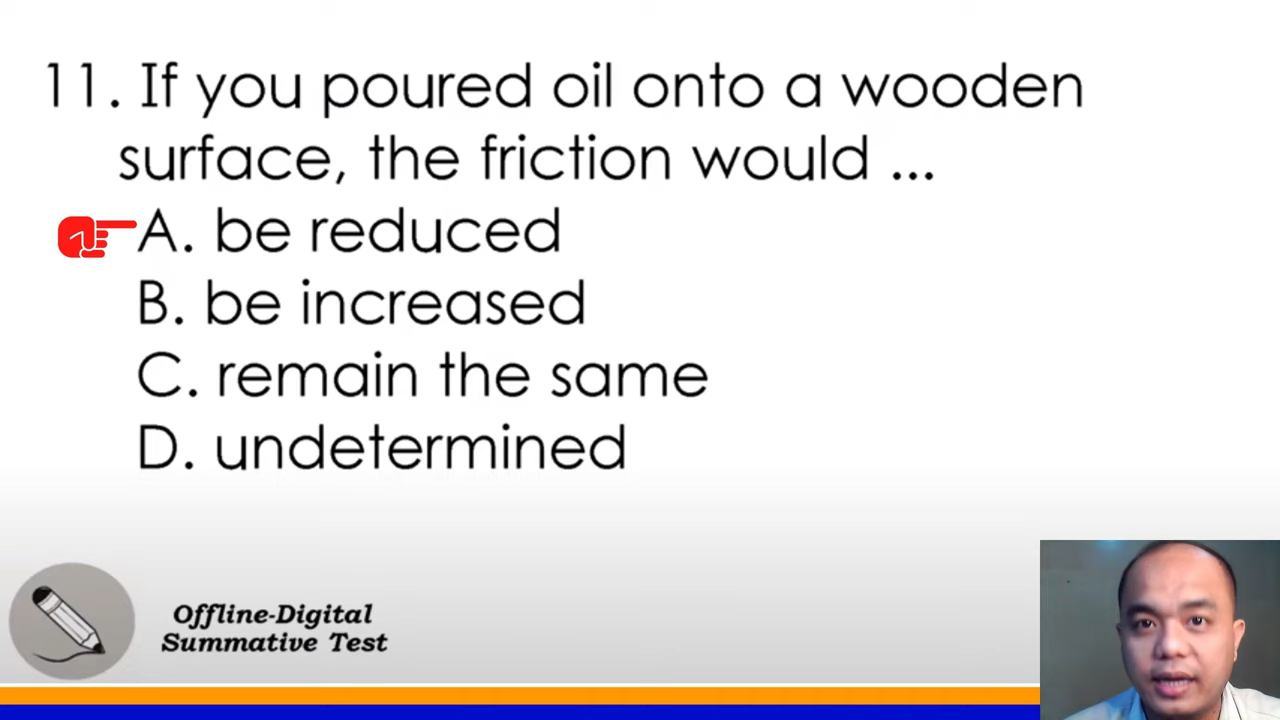 11. If you poured oil onto a wooden
surface, the friction would ...
A. be reduced
B. be increased
C. remain the same
D. undetermined
Offline-Digital
Summative Test